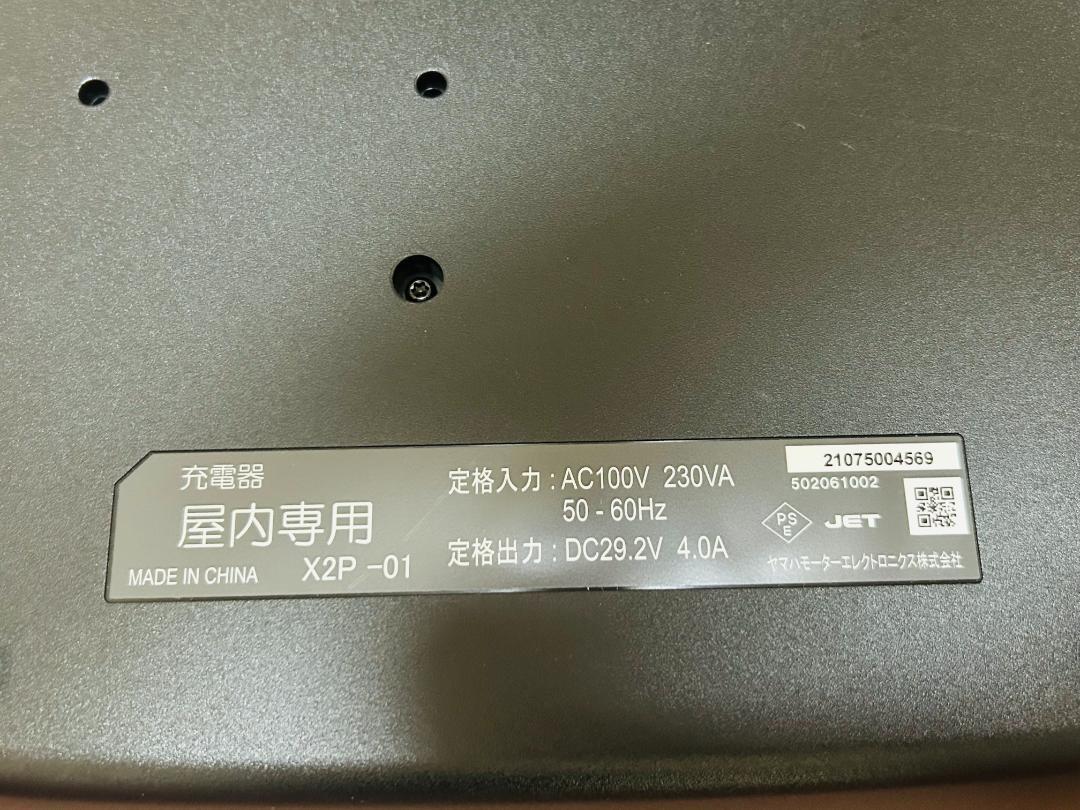 充電器
屋内専用
MADE IN CHINA X2P -01
定格入力 : AC100V 230VA
50 - 60Hz
定格出力 : DC29.2V 4.0A
21075004569
502061002
PS
E
JET
ヤマハモーターエレクトロニクス株式会社